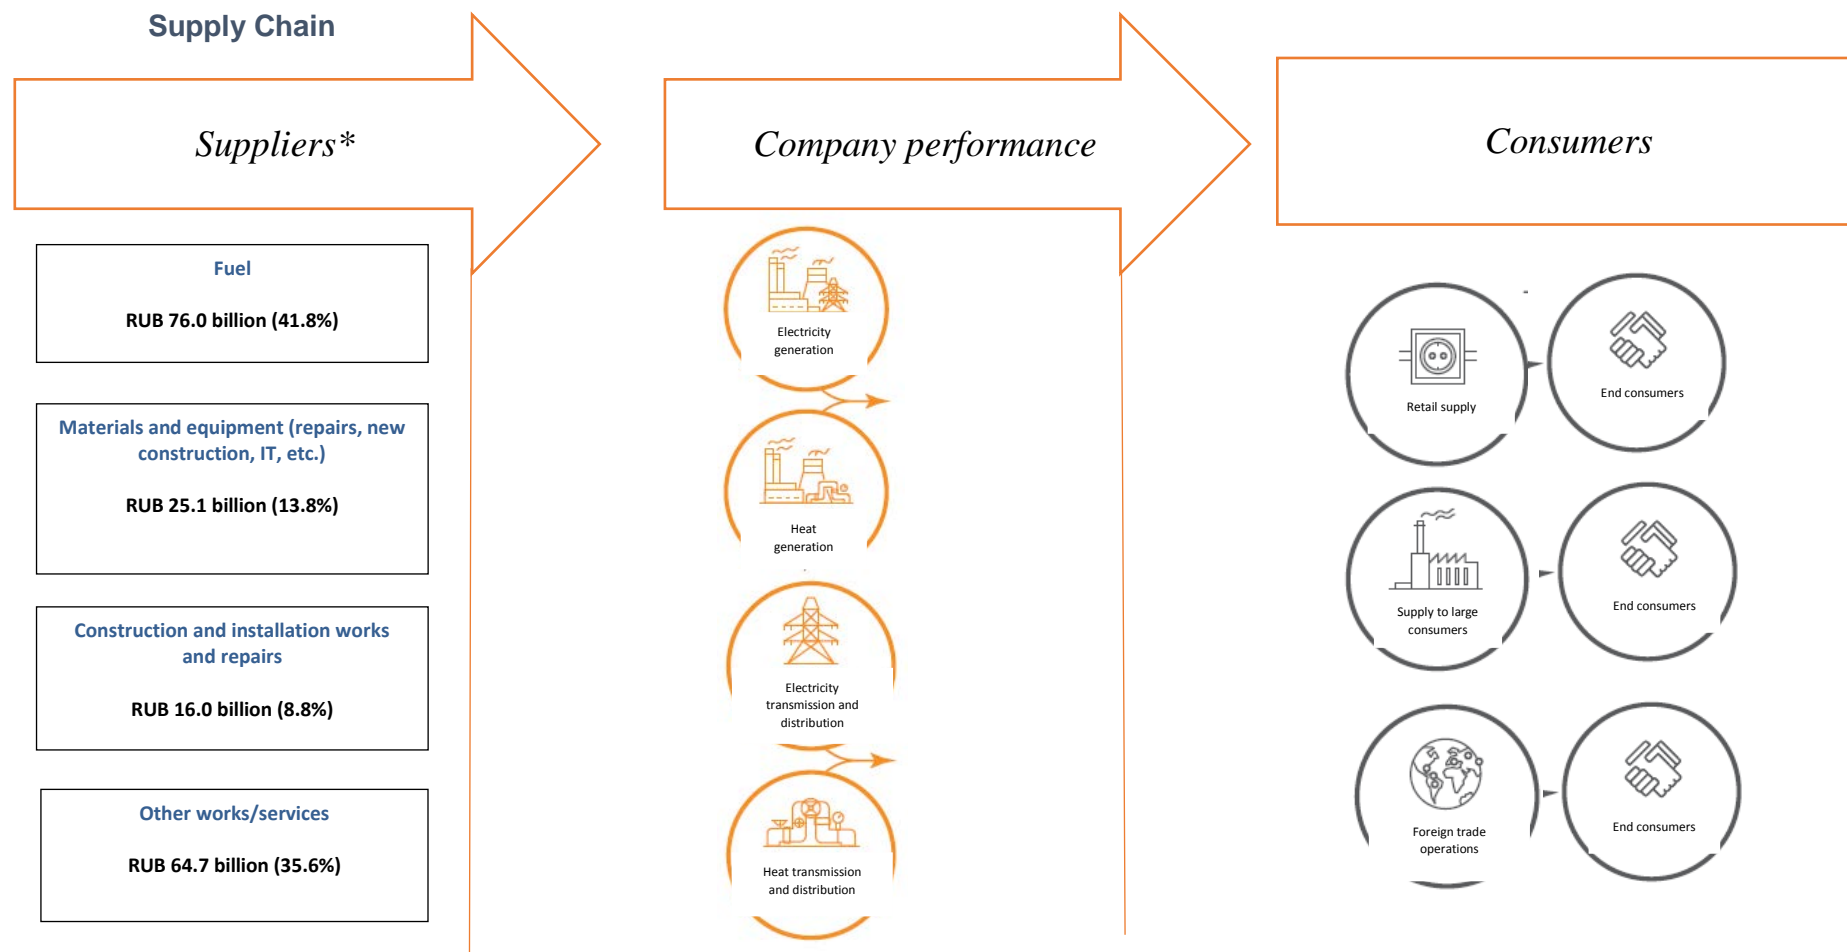 Supply Chain
Suppliers*
Company performance
Consumers
Fuel
RUB 76.0 billion (41.8%)
Materials and equipment (repairs, new
construction, IT, etc.)
RUB 25.1 billion (13.8%)
Construction and installation works
and repairs
RUB 16.0 billion (8.8%)
Other works/services
RUB 64.7 billion (35.6%)
Electricity
generation
Heat
generation
Electricity
transmission and
distribution
Heat transmission
and distribution
Retail supply
End consumers
Supply to large
consumers
End consumers
Foreign trade
operations
End consumers